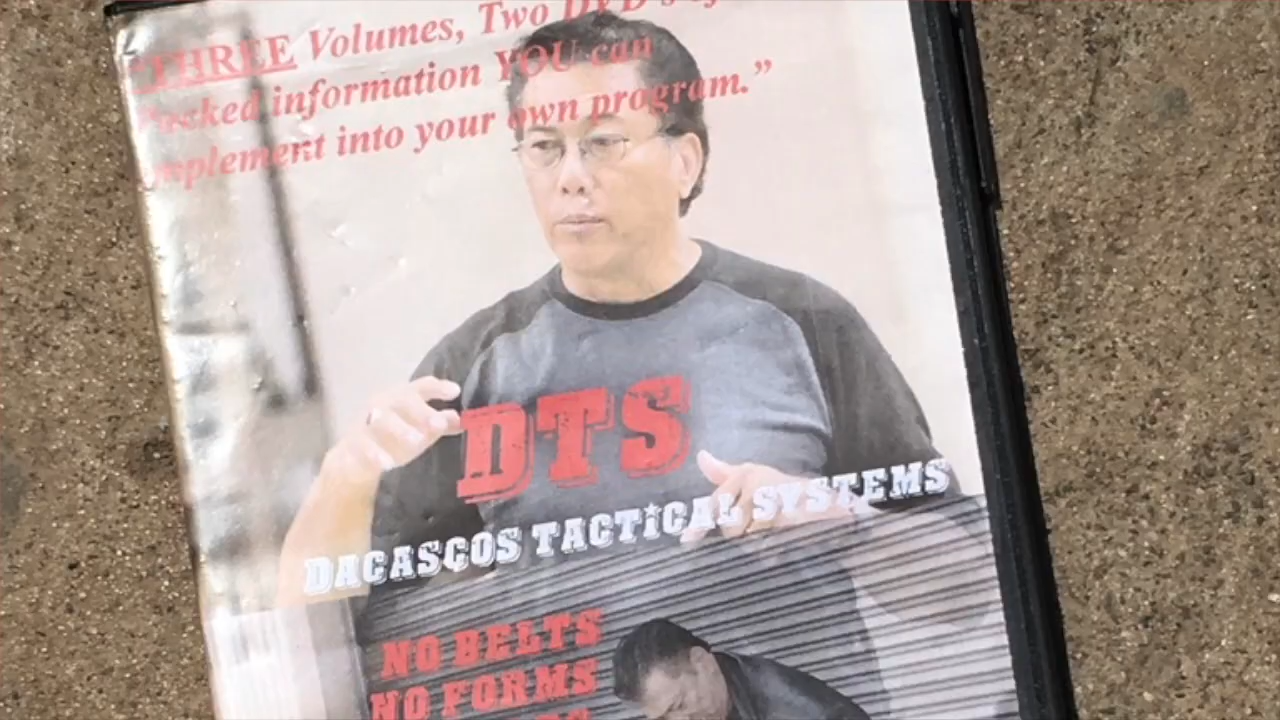 "THREE Volumes, Two DVD's
Packed information YOU can
implement into your own program."
DTS
DACASCOS TACTICAL SYSTEMS
NO BELTS
NO FORMS